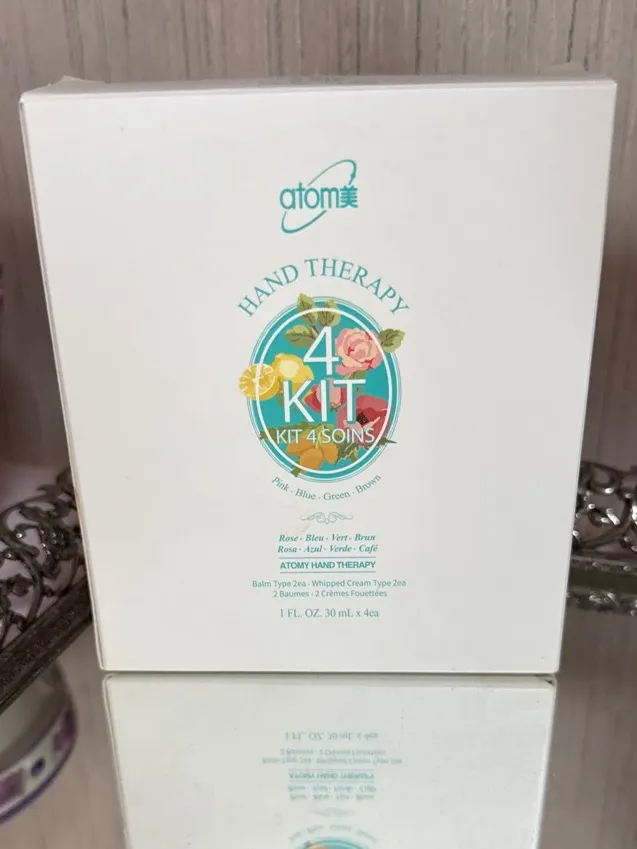 atom美
HAND THERAPY
4
KIT
KIT 4 SOINS
Pink · Blue · Green · Brown
Rose · Bleu · Vert · Brun
Rosa · Azul · Verde · Café
ATOMY HAND THERAPY
Balm Type 2ea · Whipped Cream Type 2ea
2 Baumes · 2 Crèmes Fouettées
1 FL. OZ. 30 mL x 4ea